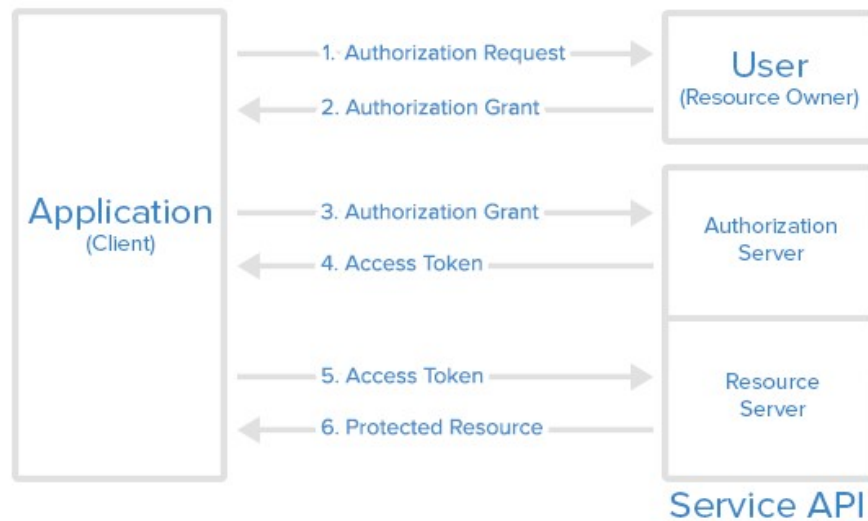 1. Authorization Request
User
(Resource Owner)
2. Authorization Grant
Application
(Client)
3. Authorization Grant
Authorization
Server
4. Access Token
5. Access Token
Resource
Server
6. Protected Resource
Service API